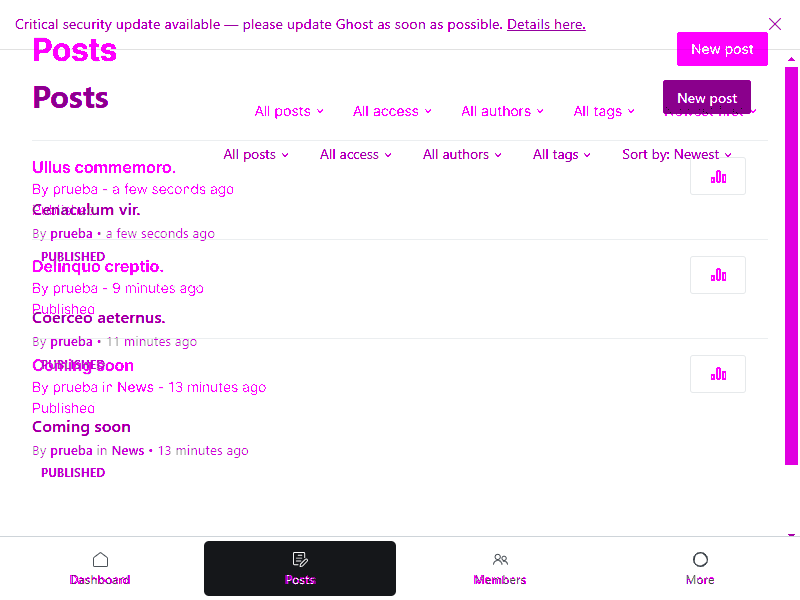 Critical security update available — please update Ghost as soon as possible. Details here.
Posts
New post
Posts
New post
All posts
All access
All authors
All tags
Newest first
All posts
All access
All authors
All tags
Sort by: Newest
Ullus commemoro.
By prueba - a few seconds ago
Published
Cenaculum vir.
By prueba • a few seconds ago
PUBLISHED
Delinquo creptio.
By prueba - 9 minutes ago
Published
Coerceo aeternus.
By prueba • 11 minutes ago
PUBLISHED
Coming soon
By prueba in News - 13 minutes ago
Published
Coming soon
By prueba in News • 13 minutes ago
PUBLISHED
Dashboard
Posts
Members
More